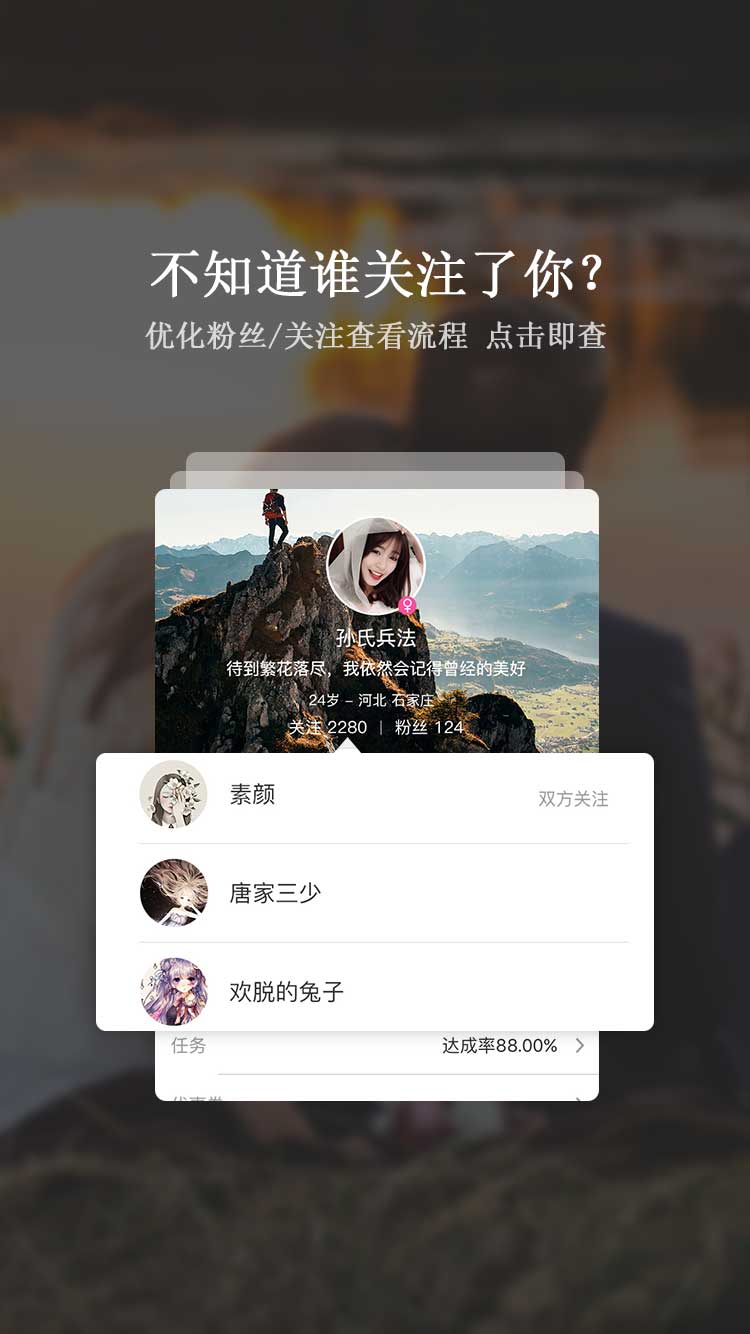 不知道谁关注了你？
优化粉丝/关注查看流程 点击即查
孙氏兵法
待到繁花落尽，我依然会记得曾经的美好
24岁 - 河北 石家庄
关注 2280 | 粉丝 124
素颜 双方关注
唐家三少
欢脱的兔子
任务 达成率88.00%